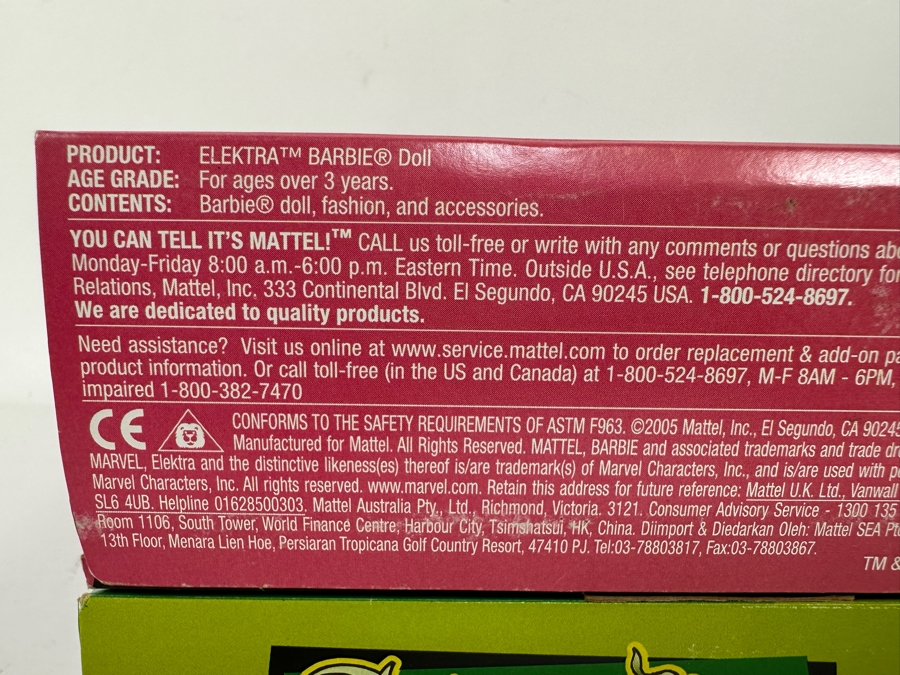 PRODUCT: ELEKTRA™ BARBIE® Doll
AGE GRADE: For ages over 3 years.
CONTENTS: Barbie® doll, fashion, and accessories.
YOU CAN TELL IT'S MATTEL!™ CALL us toll-free or write with any comments or questions
Monday-Friday 8:00 a.m.-6:00 p.m. Eastern Time. Outside U.S.A., see telephone directory for
Relations, Mattel, Inc. 333 Continental Blvd. El Segundo, CA 90245 USA. 1-800-524-8697.
We are dedicated to quality products.
Need assistance? Visit us online at www.service.mattel.com to order replacement & add-on
product information. Or call toll-free (in the US and Canada) at 1-800-524-8697, M-F 8AM - 6PM,
impaired 1-800-382-7470
CE
CONFORMS TO THE SAFETY REQUIREMENTS OF ASTM F963. ©2005 Mattel, Inc., El Segundo, CA 90245
Manufactured for Mattel. All Rights Reserved. MATTEL, BARBIE and associated trademarks and trade
MARVEL, Elektra and the distinctive likeness(es) thereof is/are trademark(s) of Marvel Characters, Inc., and is/are used with
Marvel Characters, Inc. All rights reserved. www.marvel.com. Retain this address for future reference: Mattel U.K. Ltd., Vanwall
SL6 4UB. Helpline 01628500303. Mattel Australia Pty., Ltd., Richmond, Victoria. 3121. Consumer Advisory Service - 1300 135
Room 1106, South Tower, World Finance Centre, Harbour City, Tsimshatsui, HK, China. Diimport & Diedarkan Oleh: Mattel SEA
13th Floor, Menara Lien Hoe, Persiaran Tropicana Golf Country Resort, 47410 PJ. Tel:03-78803817, Fax:03-78803867.
TM &